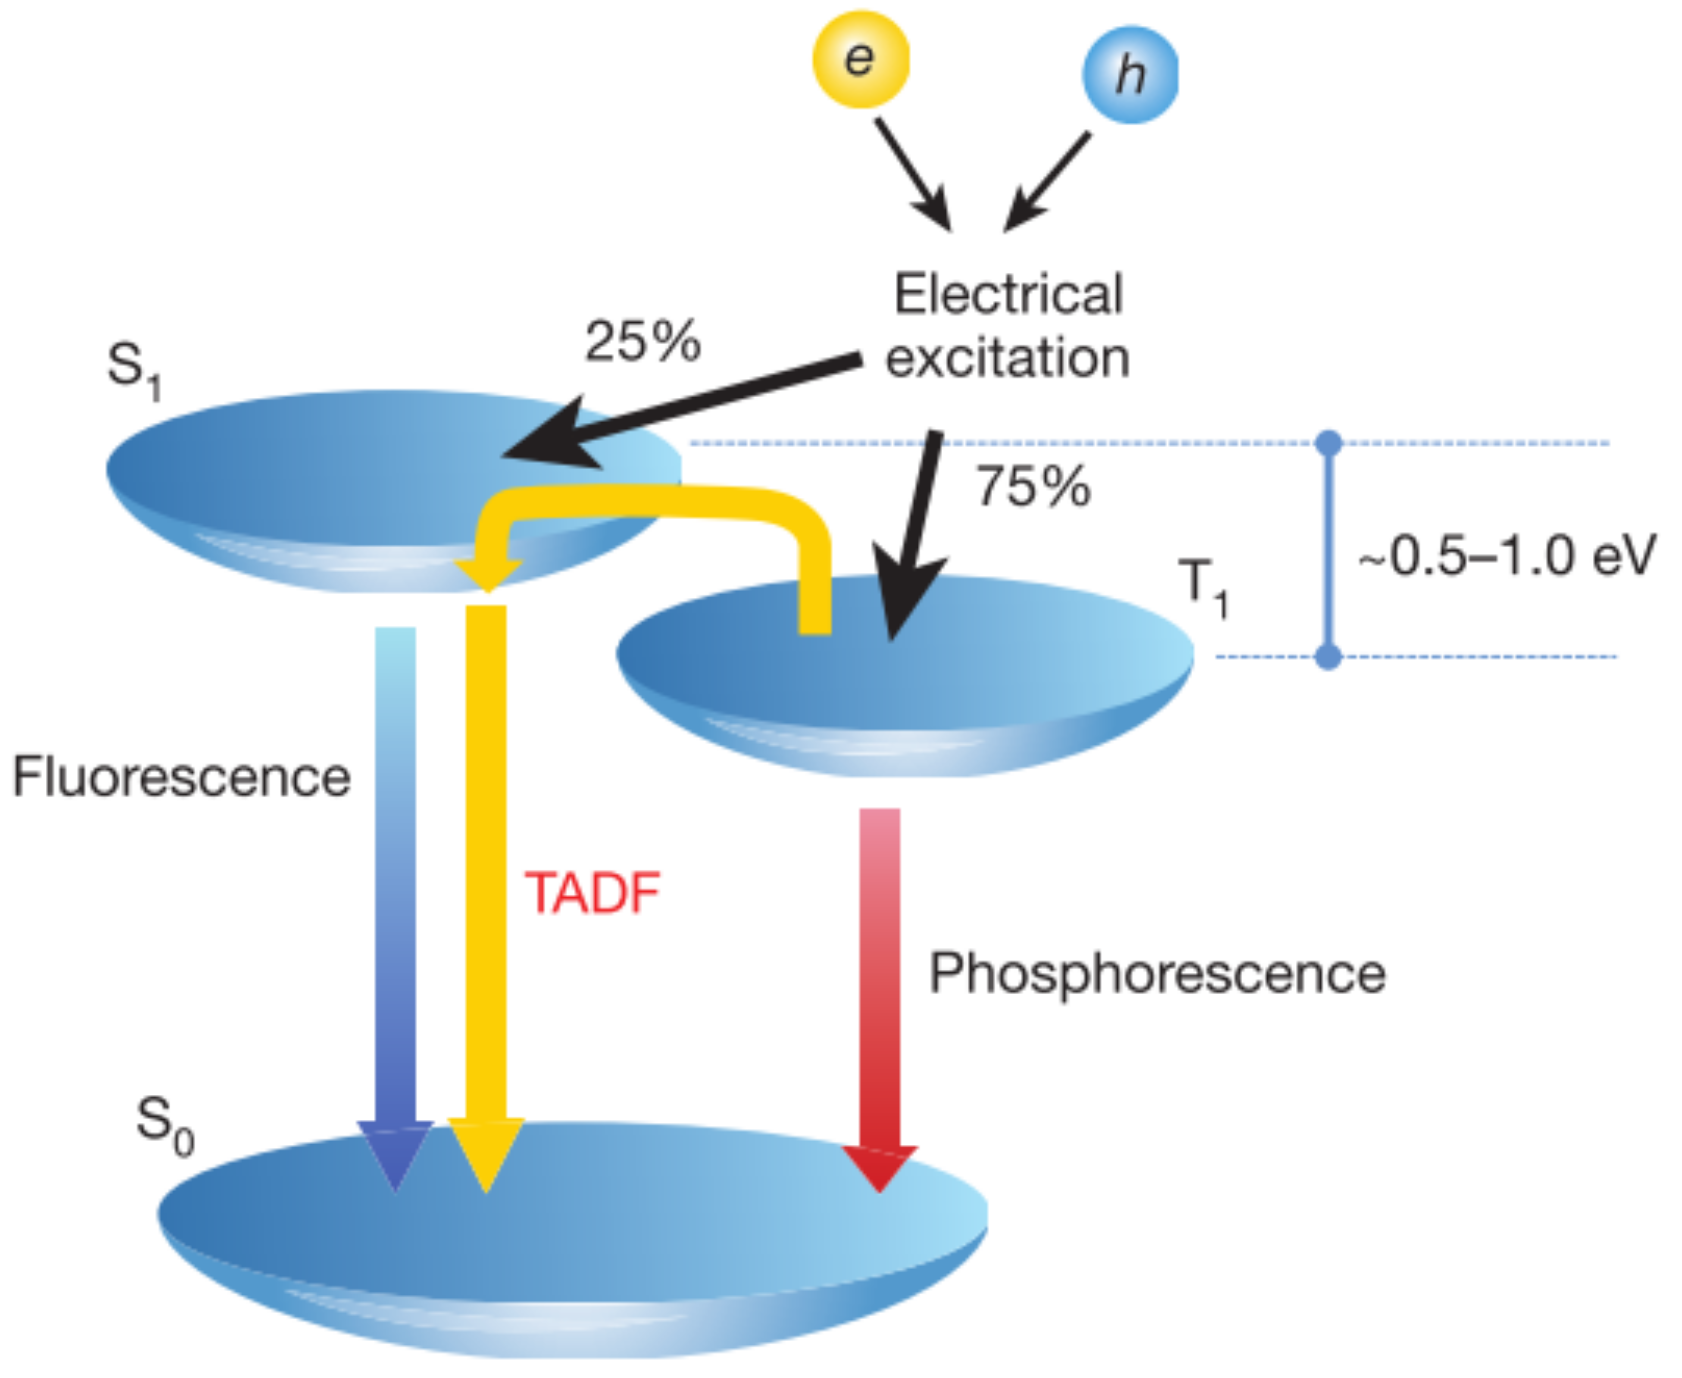 e
h
Electrical
excitation
25%
S1
75%
~0.5–1.0 eV
T1
Fluorescence
TADF
Phosphorescence
S0